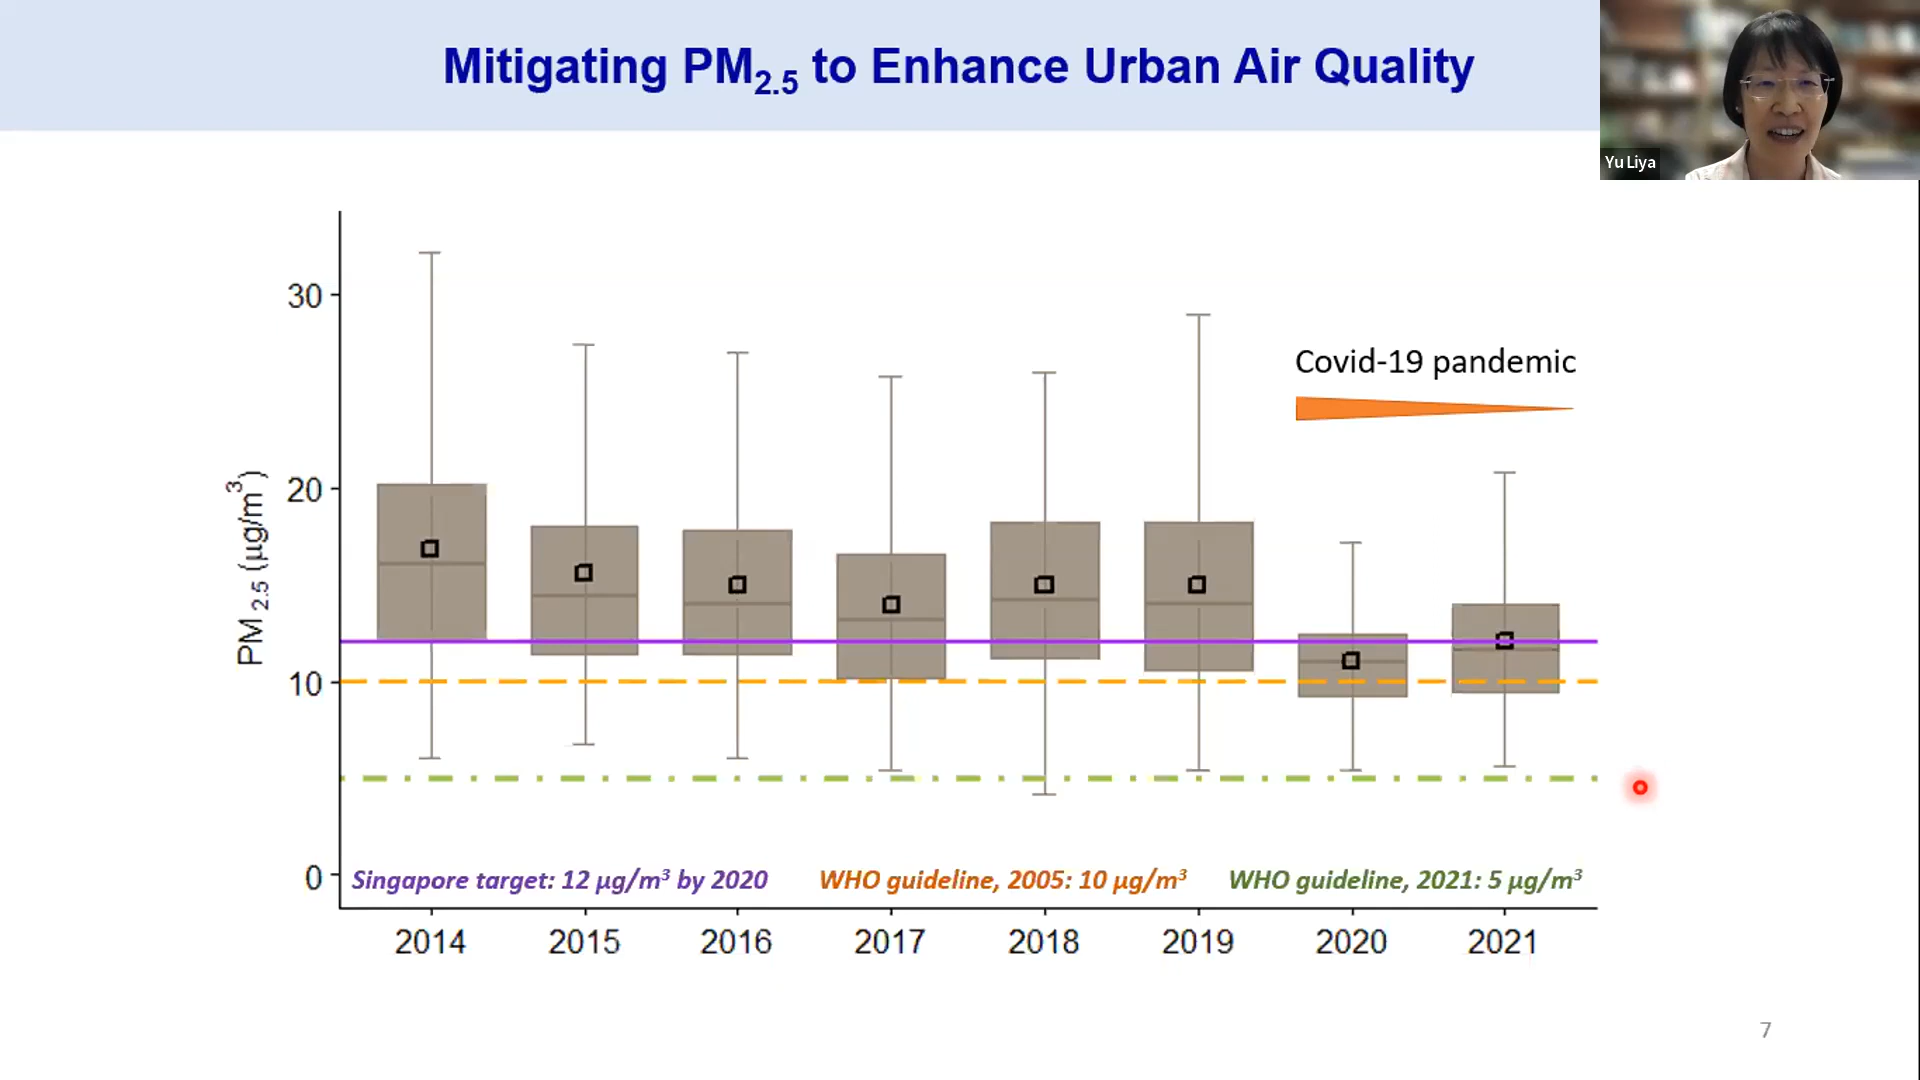 Mitigating PM2.5 to Enhance Urban Air Quality
Yu Liya
PM 2.5 (µg/m3)
30
20
10
0
Covid-19 pandemic
Singapore target: 12 µg/m3 by 2020
WHO guideline, 2005: 10 µg/m3
WHO guideline, 2021: 5 µg/m3
2014 2015 2016 2017 2018 2019 2020 2021
7